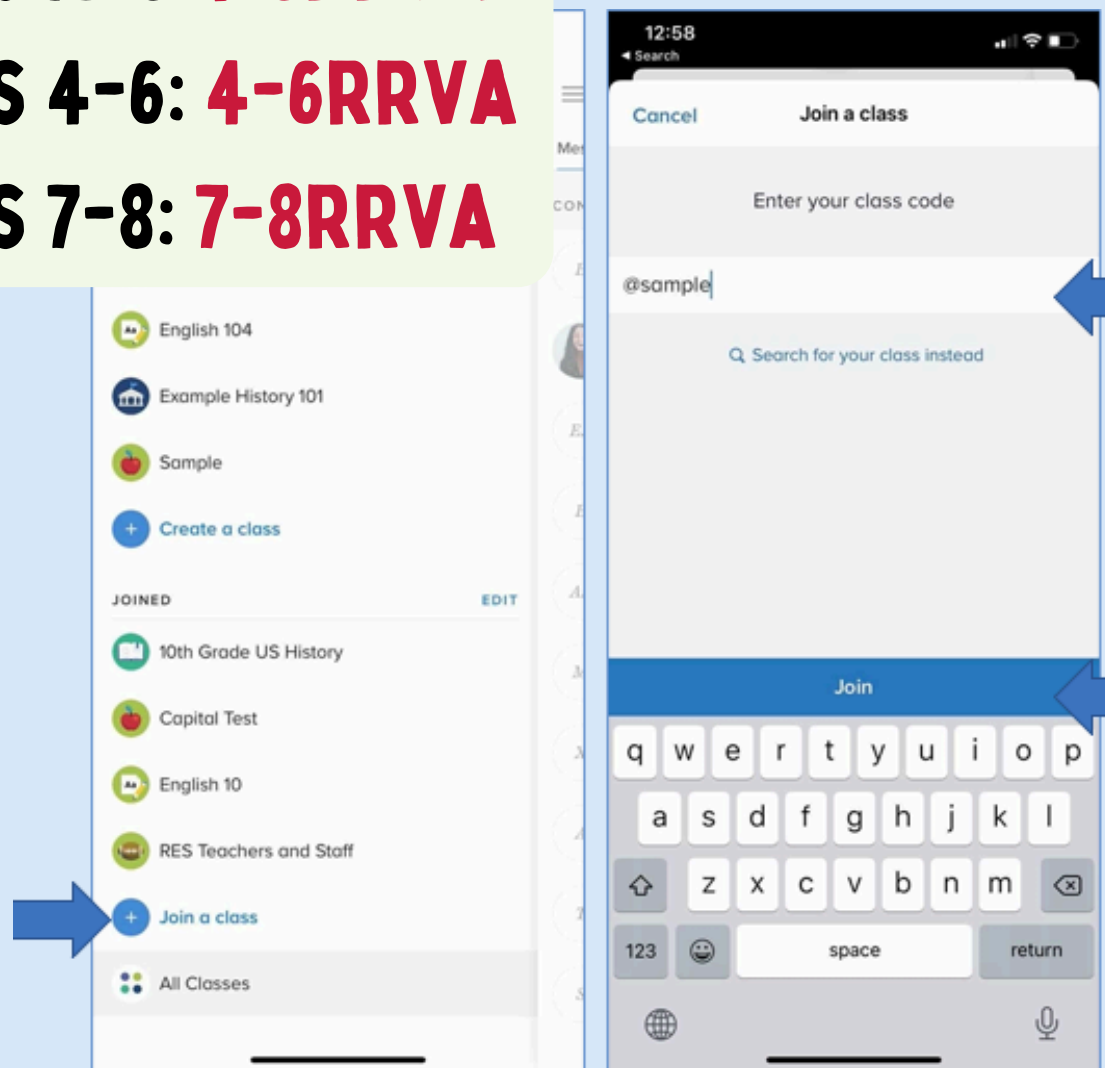 S 4-6: 4-6RRVA
S 7-8: 7-8RRVA
English 104
Example History 101
Sample
Create a class
JOINED EDIT
10th Grade US History
Capital Test
English 10
RES Teachers and Staff
Join a class
All Classes
12:58
Search
Cancel Join a class
Enter your class code
@sample
Search for your class instead
Join
q w e r t y u i o p
a s d f g h j k l
z x c v b n m
123 space return